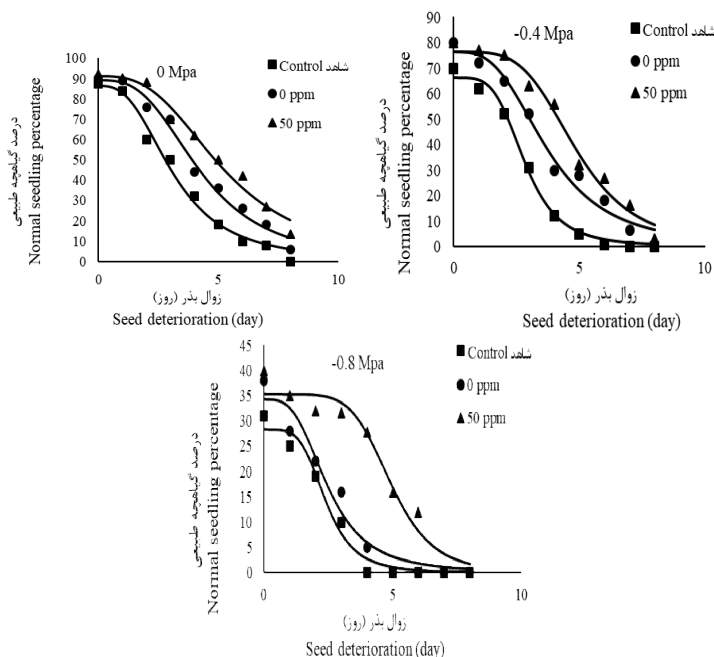 0 Mpa
Control شاهد
0 ppm
50 ppm
100
90
80
70
60
50
40
30
20
10
0
0
5
10
درصد گیاهچه طبیعی
Normal seedling percentage
زوال بذر (روز)
Seed deterioration (day)
-0.4 Mpa
Control شاهد
0 ppm
50 ppm
90
80
70
60
50
40
30
20
10
0
0
5
10
درصد گیاهچه طبیعی
Normal seedling percentage
زوال بذر (روز)
Seed deterioration (day)
-0.8 Mpa
Control شاهد
0 ppm
50 ppm
45
40
35
30
25
20
15
10
5
0
0
5
10
درصد گیاهچه طبیعی
Normal seedling percentage
زوال بذر (روز)
Seed deterioration (day)